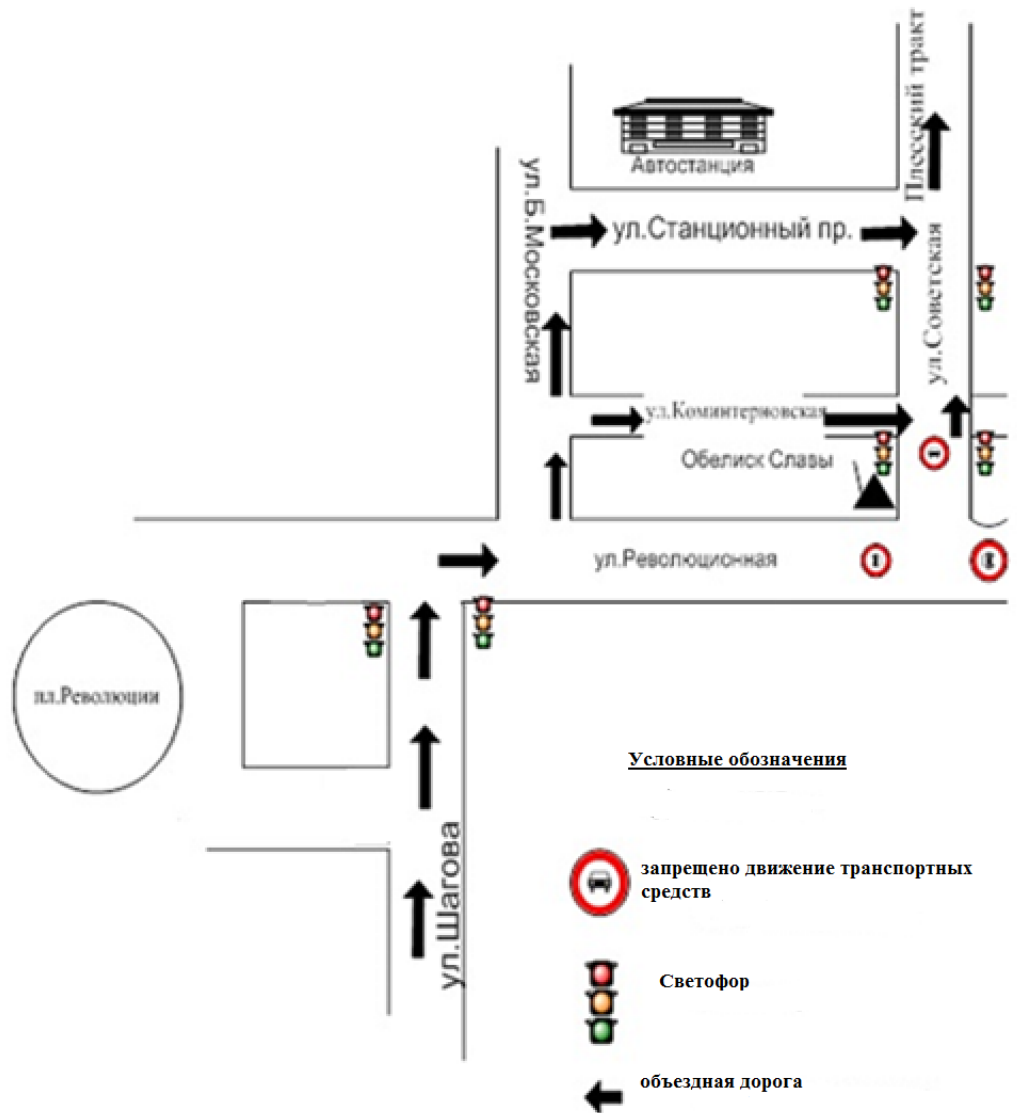 Плесский тракт
Автостанция
ул.Б.Московская
ул.Станционный пр.
ул.Советская
ул.Коминтерновская
Обелиск Славы
ул.Революционная
пл.Революции
Условные обозначения
ул.Шагова
запрещено движение транспортных
средств
Светофор
объездная дорога